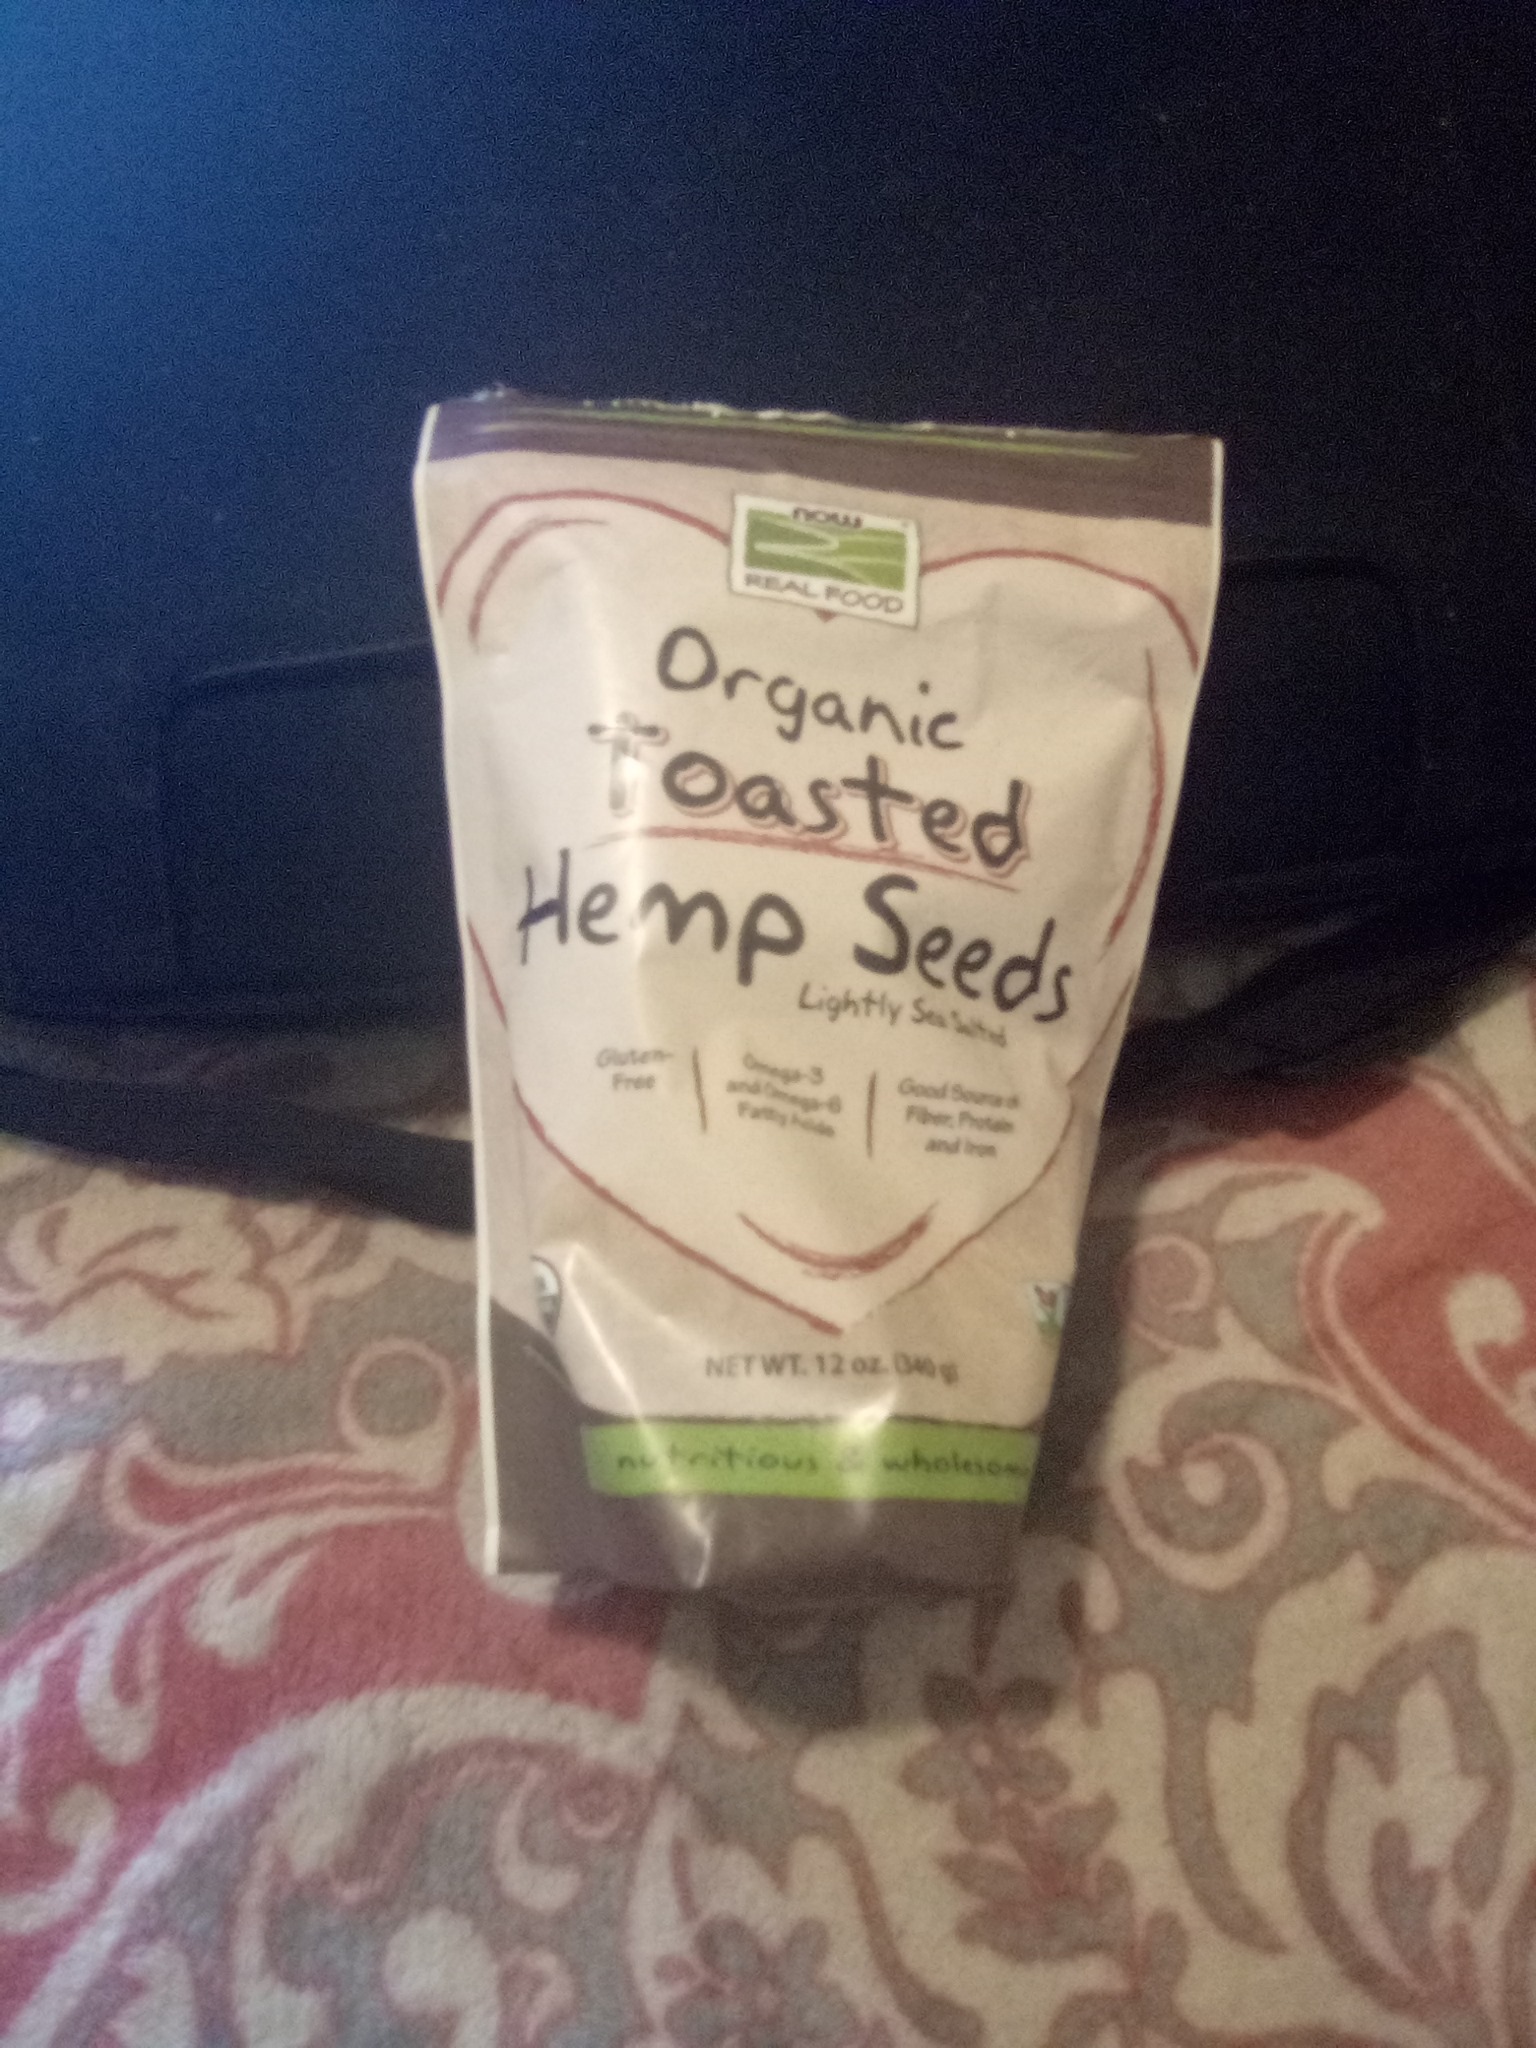 now
REAL FOOD
Organic
Toasted
Hemp Seeds
Lightly Sea Salted
Gluten-
Free
Omega-3
and Omega-6
Fatty Acids
Good Source of
Fiber, Protein
and Iron
NET WT. 12 oz. (340 g)
nutritious & wholesome